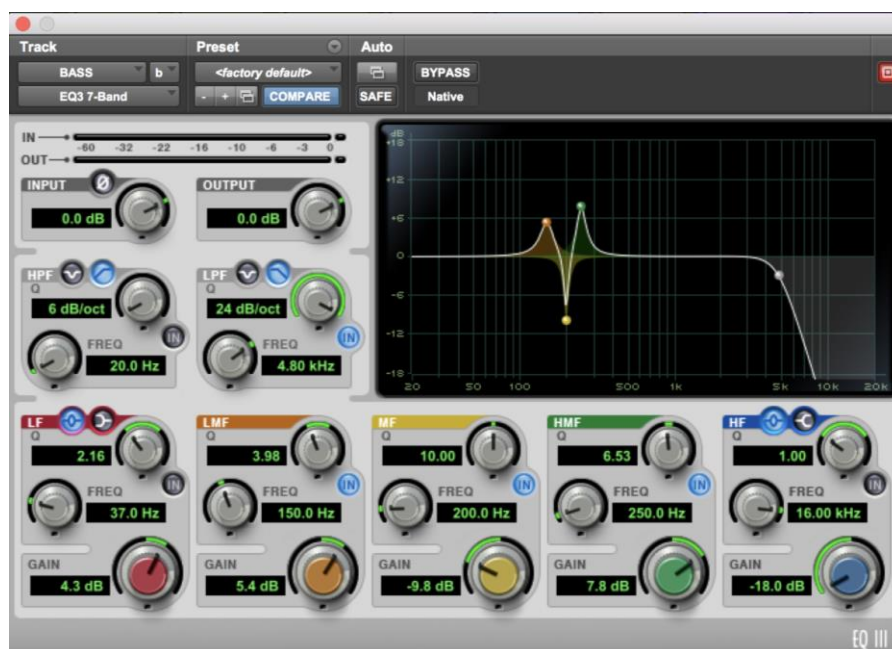 Track Preset Auto
BASS b <factory default>
BYPASS
EQ3 7-Band - + COMPARE SAFE Native
IN -60 -32 -22 -16 -10 -6 -3 0
OUT
INPUT Ø OUTPUT
0.0 dB 0.0 dB
HPF LPF
Q Q
6 dB/oct 24 dB/oct
IN IN
FREQ FREQ
20.0 Hz 4.80 kHz
dB
+18
+12
+6
0
-6
-12
-18
20 50 100 500 1k 5k 10k 20k
LF LMF MF HMF HF
Q Q Q Q Q
2.16 3.98 10.00 6.53 1.00
IN IN IN IN IN
FREQ FREQ FREQ FREQ FREQ
37.0 Hz 150.0 Hz 200.0 Hz 250.0 Hz 16.00 kHz
GAIN GAIN GAIN GAIN GAIN
4.3 dB 5.4 dB -9.8 dB 7.8 dB -18.0 dB
EQ III